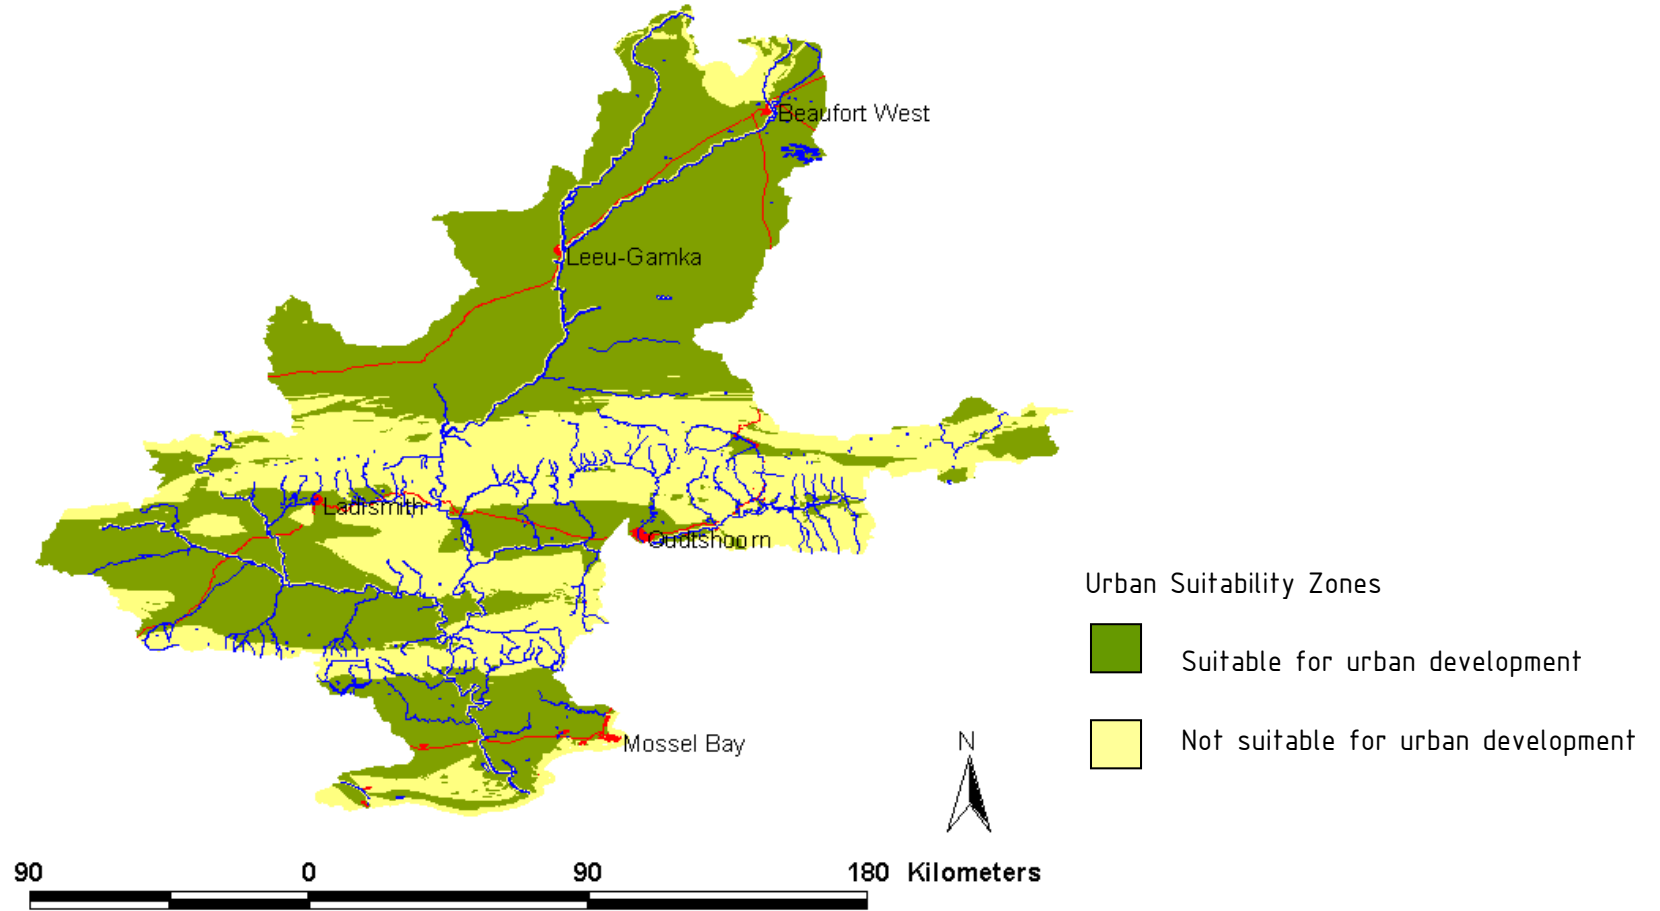 Beaufort West
Leeu-Gamka
Ladismith
Oudtshoorn
Urban Suitability Zones
Suitable for urban development
Not suitable for urban development
Mossel Bay
N
90 0 90 180 Kilometers